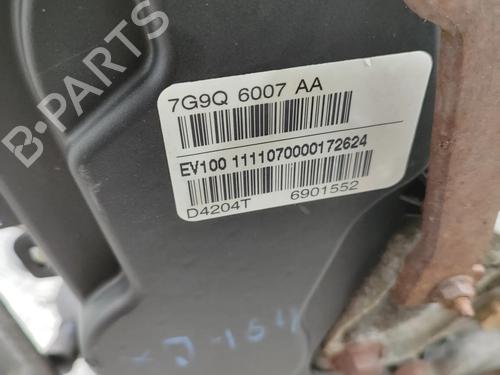 B-PARTS
7G9Q 6007 AA
EV100 1111070000172624
D4204T 6901552